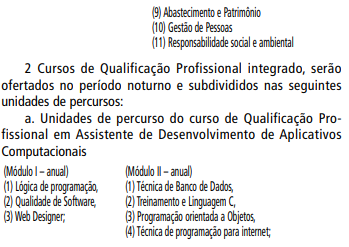 (9) Abastecimento e Patrimônio
(10) Gestão de Pessoas
(11) Responsabilidade social e ambiental
2 Cursos de Qualificação Profissional integrado, serão
ofertados no período noturno e subdivididos nas seguintes
unidades de percursos:
a. Unidades de percurso do curso de Qualificação Pro-
fissional em Assistente de Desenvolvimento de Aplicativos
Computacionais
(Módulo I – anual)
(1) Lógica de programação,
(2) Qualidade de Software,
(3) Web Designer;
(Módulo II – anual)
(1) Técnica de Banco de Dados,
(2) Treinamento e Linguagem C,
(3) Programação orientada a Objetos,
(4) Técnica de programação para internet;